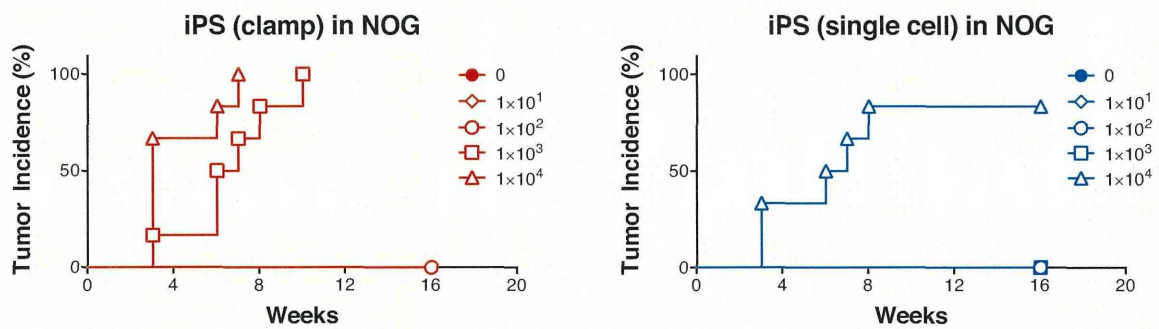 iPS (clamp) in NOG
Tumor Incidence (%)
100
50
0
0 4 8 12 16 20
Weeks
0
1×10¹
1×10²
1×10³
1×10⁴
iPS (single cell) in NOG
Tumor Incidence (%)
100
50
0
0 4 8 12 16 20
Weeks
0
1×10¹
1×10²
1×10³
1×10⁴